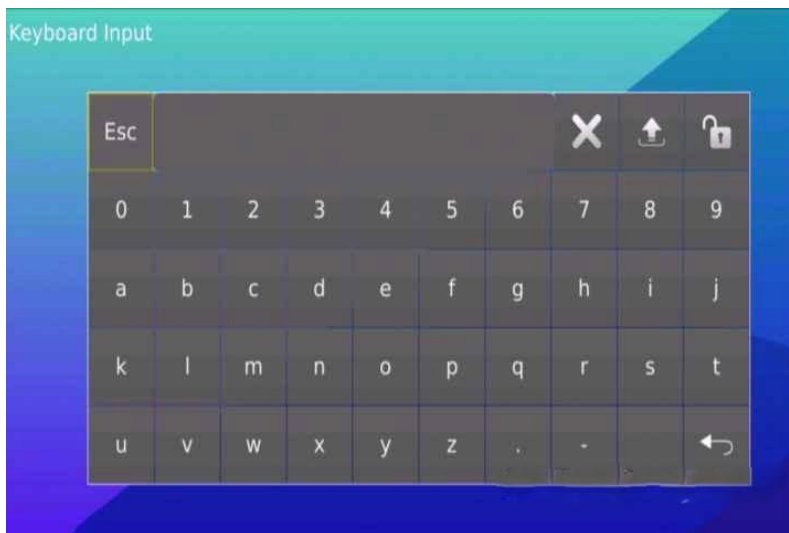 Keyboard Input
Esc
0 1 2 3 4 5 6 7 8 9
a b c d e f g h i j
k l m n o p q r s t
u v w x y z . -